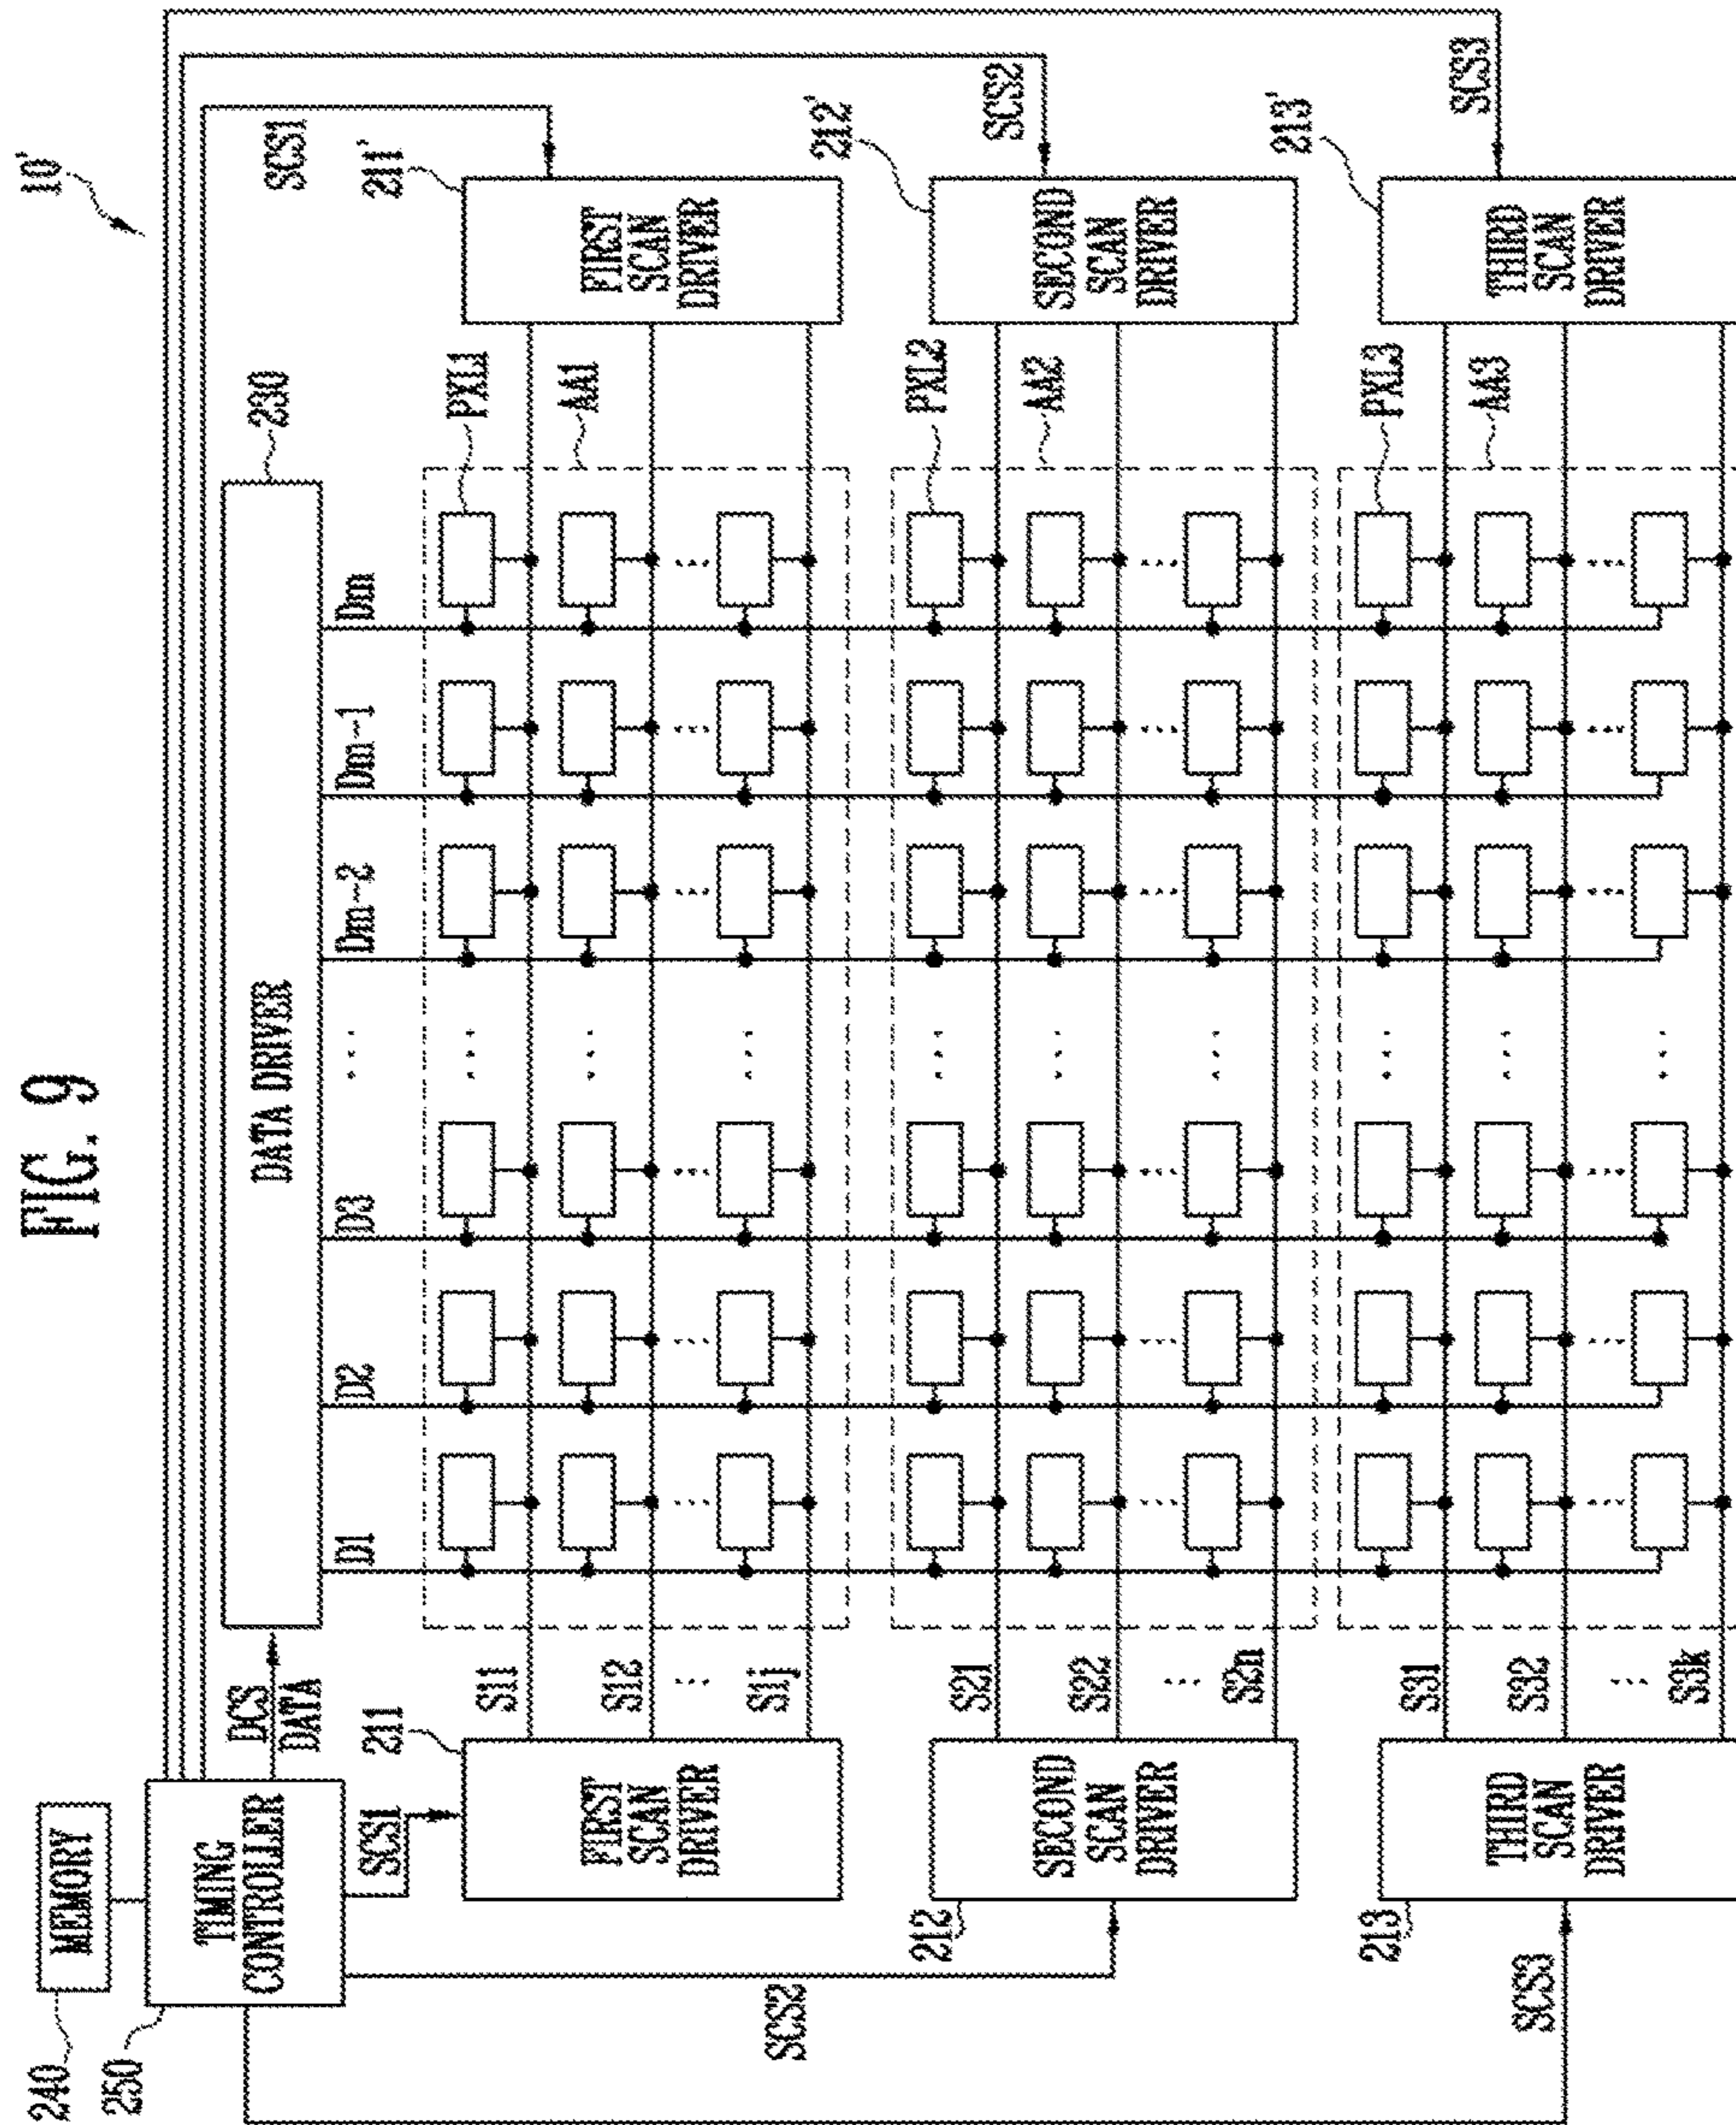 FIG. 9
10'
240
MEMORY
250
TIMING
CONTROLLER
DCS
DATA
DATA DRIVER
230
SCS1
D1
D2
D3
...
Dm-2
Dm-1
Dm
SCS1
211
FIRST
SCAN
DRIVER
S11
S12
...
S1j
PXL1
AA1
211'
FIRST
SCAN
DRIVER
SCS2
212
SECOND
SCAN
DRIVER
S21
S22
...
S2n
PXL2
AA2
212'
SECOND
SCAN
DRIVER
SCS2
SCS3
213
THIRD
SCAN
DRIVER
S31
S32
...
S3k
PXL3
AA3
213'
THIRD
SCAN
DRIVER
SCS3